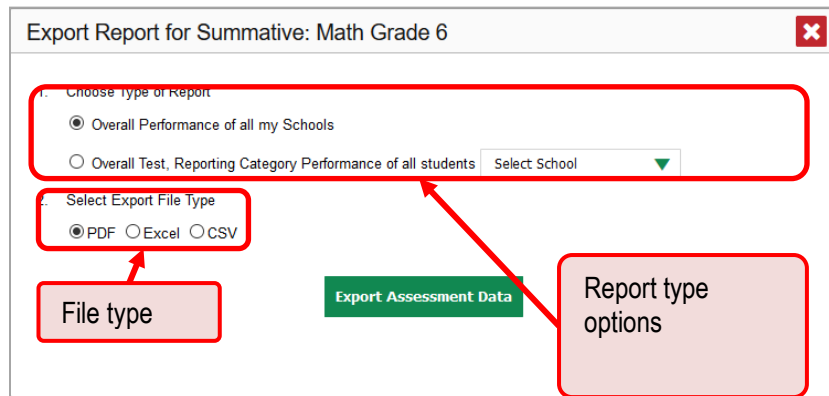 Export Report for Summative: Math Grade 6
1. Choose Type of Report
Overall Performance of all my Schools
Overall Test, Reporting Category Performance of all students Select School
2. Select Export File Type
PDF Excel CSV
Export Assessment Data
File type
Report type
options